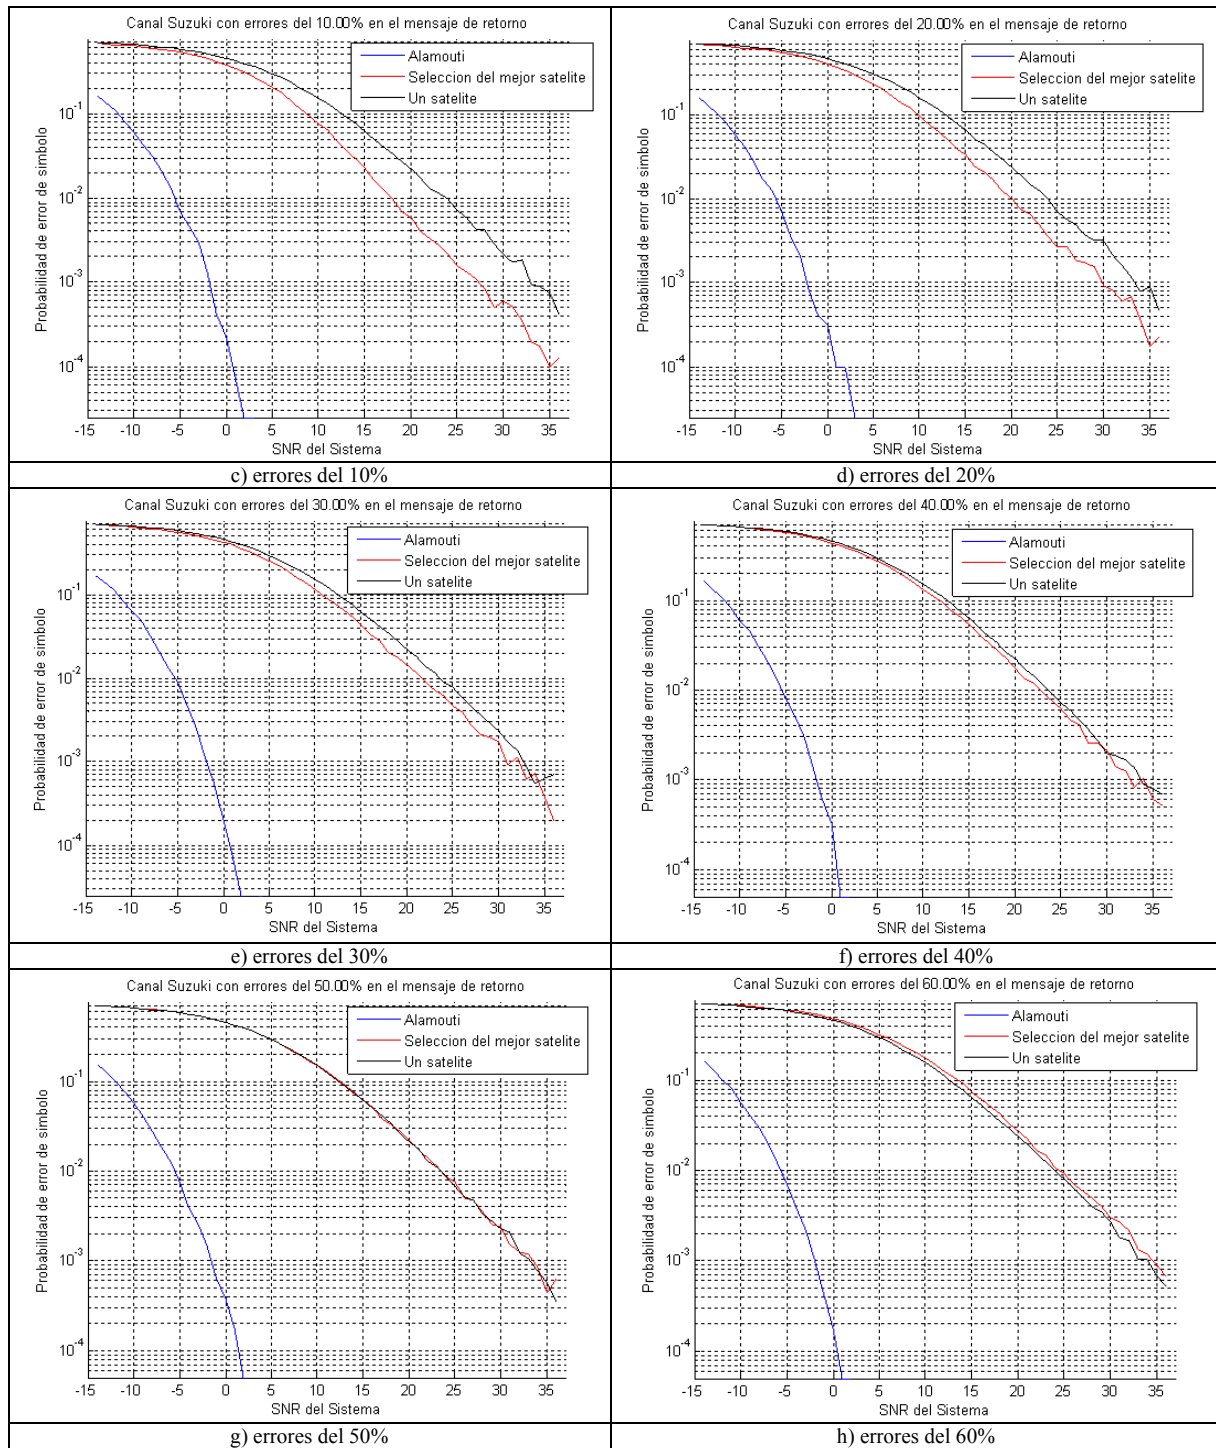 Canal Suzuki con errores del 10.00% en el mensaje de retorno
Alamouti
Seleccion del mejor satelite
Un satelite
Probabilidad de error de simbolo
10^-1
10^-2
10^-3
10^-4
-15 -10 -5 0 5 10 15 20 25 30 35
SNR del Sistema
c) errores del 10%
Canal Suzuki con errores del 20.00% en el mensaje de retorno
Alamouti
Seleccion del mejor satelite
Un satelite
Probabilidad de error de simbolo
10^-1
10^-2
10^-3
10^-4
-15 -10 -5 0 5 10 15 20 25 30 35
SNR del Sistema
d) errores del 20%
Canal Suzuki con errores del 30.00% en el mensaje de retorno
Alamouti
Seleccion del mejor satelite
Un satelite
Probabilidad de error de simbolo
10^-1
10^-2
10^-3
10^-4
-15 -10 -5 0 5 10 15 20 25 30 35
SNR del Sistema
e) errores del 30%
Canal Suzuki con errores del 40.00% en el mensaje de retorno
Alamouti
Seleccion del mejor satelite
Un satelite
Probabilidad de error de simbolo
10^-1
10^-2
10^-3
10^-4
-15 -10 -5 0 5 10 15 20 25 30 35
SNR del Sistema
f) errores del 40%
Canal Suzuki con errores del 50.00% en el mensaje de retorno
Alamouti
Seleccion del mejor satelite
Un satelite
Probabilidad de error de simbolo
10^-1
10^-2
10^-3
10^-4
-15 -10 -5 0 5 10 15 20 25 30 35
SNR del Sistema
g) errores del 50%
Canal Suzuki con errores del 60.00% en el mensaje de retorno
Alamouti
Seleccion del mejor satelite
Un satelite
Probabilidad de error de simbolo
10^-1
10^-2
10^-3
10^-4
-15 -10 -5 0 5 10 15 20 25 30 35
SNR del Sistema
h) errores del 60%